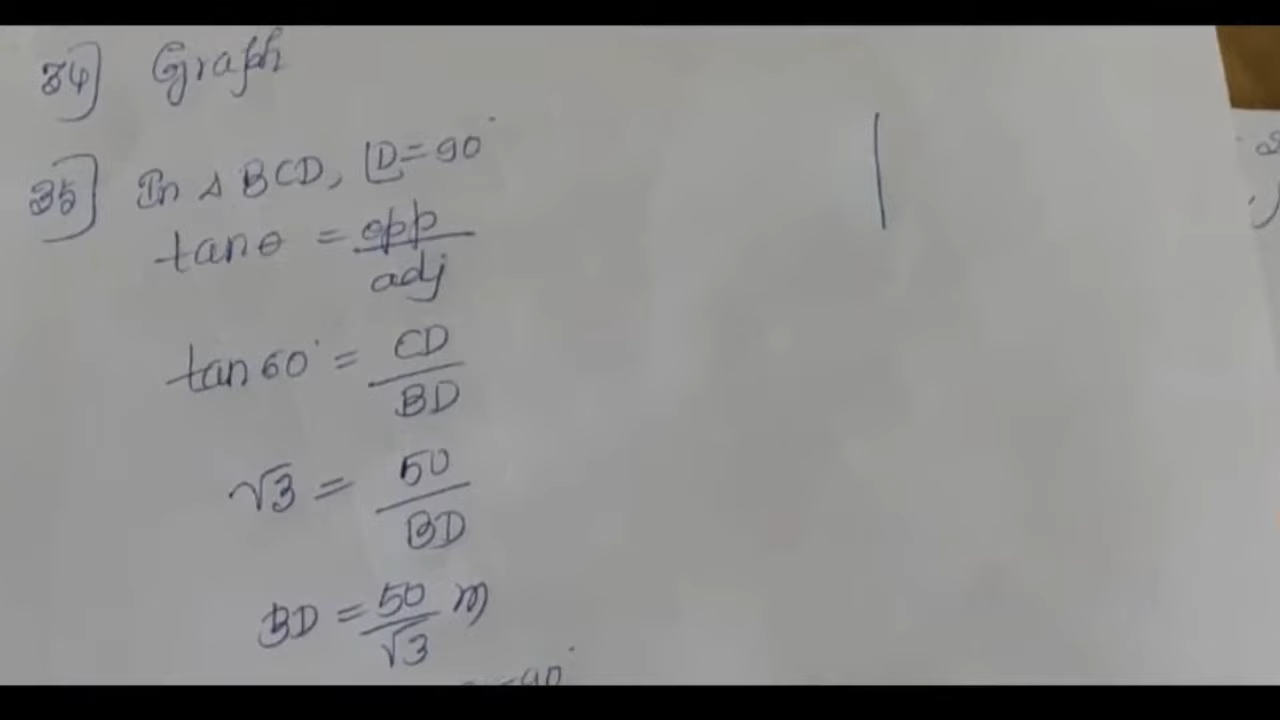 34] Graph
35] In △ BCD, ∠D = 90°
tanθ = opp/adj
tan 60° = CD/BD
√3 = 50/BD
BD = 50/√3 m
= 90°